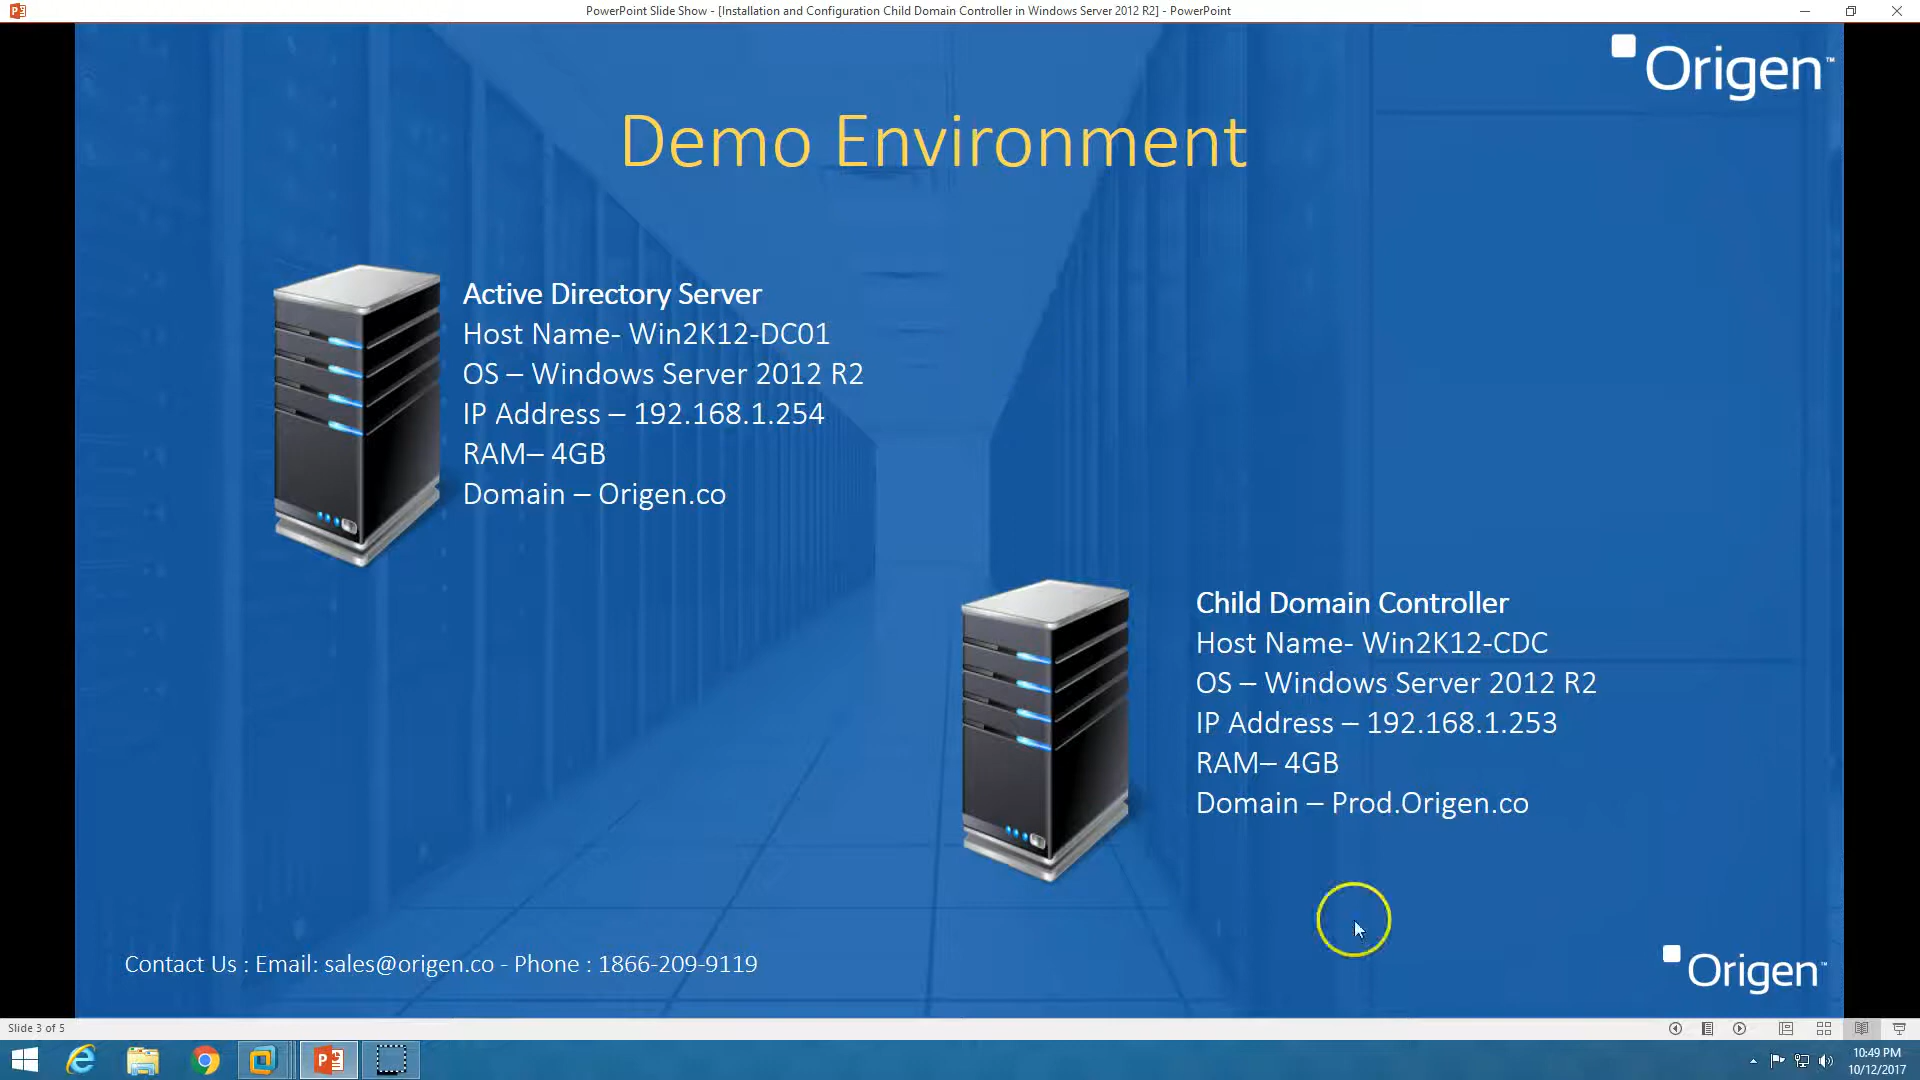 PowerPoint Slide Show - [Installation and Configuration Child Domain Controller in Windows Server 2012 R2] - PowerPoint
Origen™
Demo Environment
Active Directory Server
Host Name- Win2K12-DC01
OS – Windows Server 2012 R2
IP Address – 192.168.1.254
RAM– 4GB
Domain – Origen.co
Child Domain Controller
Host Name- Win2K12-CDC
OS – Windows Server 2012 R2
IP Address – 192.168.1.253
RAM– 4GB
Domain – Prod.Origen.co
Contact Us : Email: sales@origen.co - Phone : 1866-209-9119
Origen™
Slide 3 of 5
10:49 PM
10/12/2017